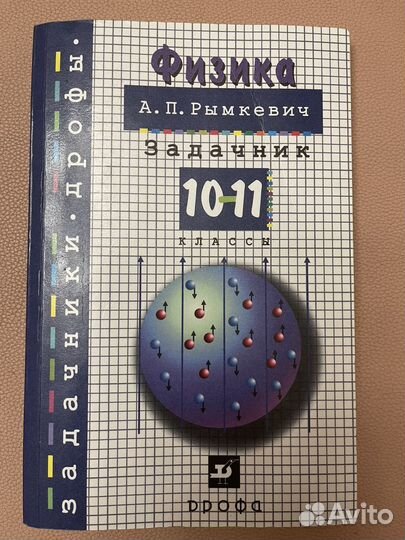 задачники·дрофы·
Физика
А.П.Рымкевич
Задачник
10-11
КЛАССЫ
Дрофа
Avito